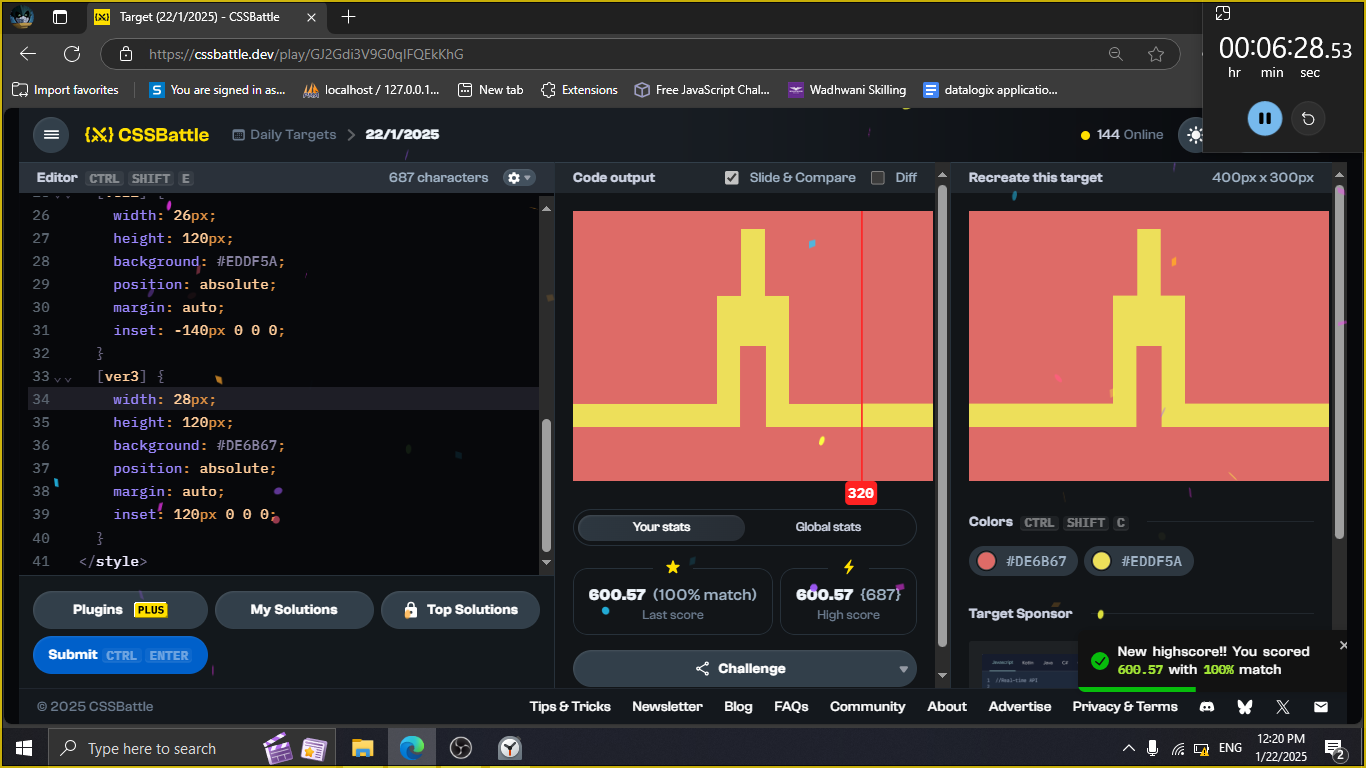 Target (22/1/2025) - CSSBattle
https://cssbattle.dev/play/GJ2Gdi3V9G0qIFQEkKhG
00:06:28.53
hr min sec
Import favorites
You are signed in as...
localhost / 127.0.0.1...
New tab
Extensions
Free JavaScript Chal...
Wadhwani Skilling
datalogix applicatio...
CSSBattle
Daily Targets
22/1/2025
144 Online
Editor CTRL SHIFT E
687 characters
Code output
Slide & Compare
Diff
Recreate this target
400px x 300px
26 width: 26px;
27 height: 120px;
28 background: #EDDF5A;
29 position: absolute;
30 margin: auto;
31 inset: -140px 0 0 0;
32 }
33 [ver3] {
34 width: 28px;
35 height: 120px;
36 background: #DE6B67;
37 position: absolute;
38 margin: auto;
39 inset: 120px 0 0 0;
40 }
41 </style>
320
Your stats
Global stats
600.57 (100% match)
Last score
600.57 {687}
High score
Challenge
Colors CTRL SHIFT C
#DE6B67
#EDDF5A
Target Sponsor
Javascript Kotlin Java C#
1 //Real-time API
Plugins PLUS
My Solutions
Top Solutions
Submit CTRL ENTER
New highscore!! You scored
600.57 with 100% match
© 2025 CSSBattle
Tips & Tricks
Newsletter
Blog
FAQs
Community
About
Advertise
Privacy & Terms
Type here to search
ENG
12:20 PM
1/22/2025
2